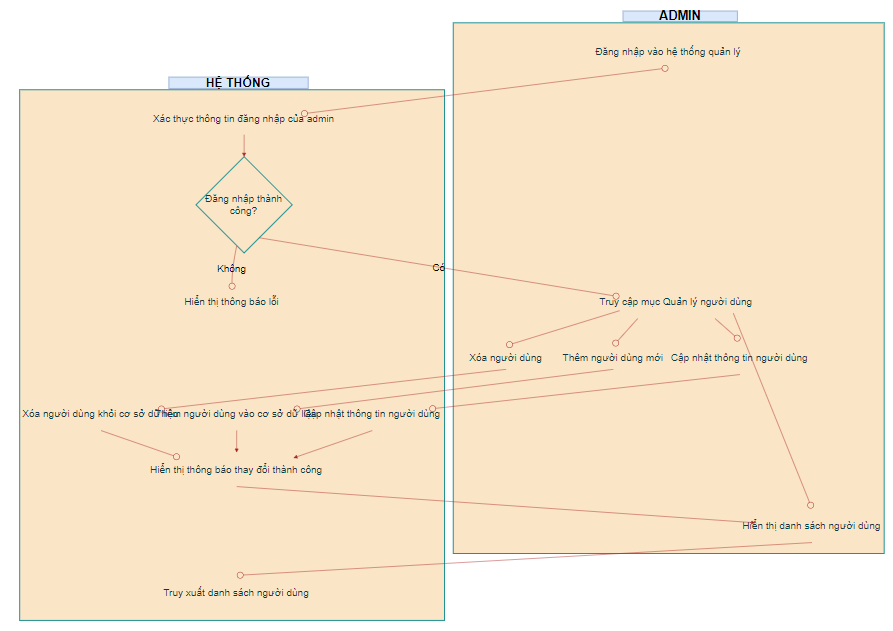 ADMIN
Đăng nhập vào hệ thống quản lý
HỆ THỐNG
Xác thực thông tin đăng nhập của admin
Đăng nhập thành
công?
Không
Có
Hiển thị thông báo lỗi
Truy cập mục Quản lý người dùng
Xóa người dùng
Thêm người dùng mới
Cập nhật thông tin người dùng
Xóa người dùng khỏi cơ sở dữ liệu
Thêm người dùng vào cơ sở dữ liệu
Cập nhật thông tin người dùng
Hiển thị thông báo thay đổi thành công
Hiển thị danh sách người dùng
Truy xuất danh sách người dùng